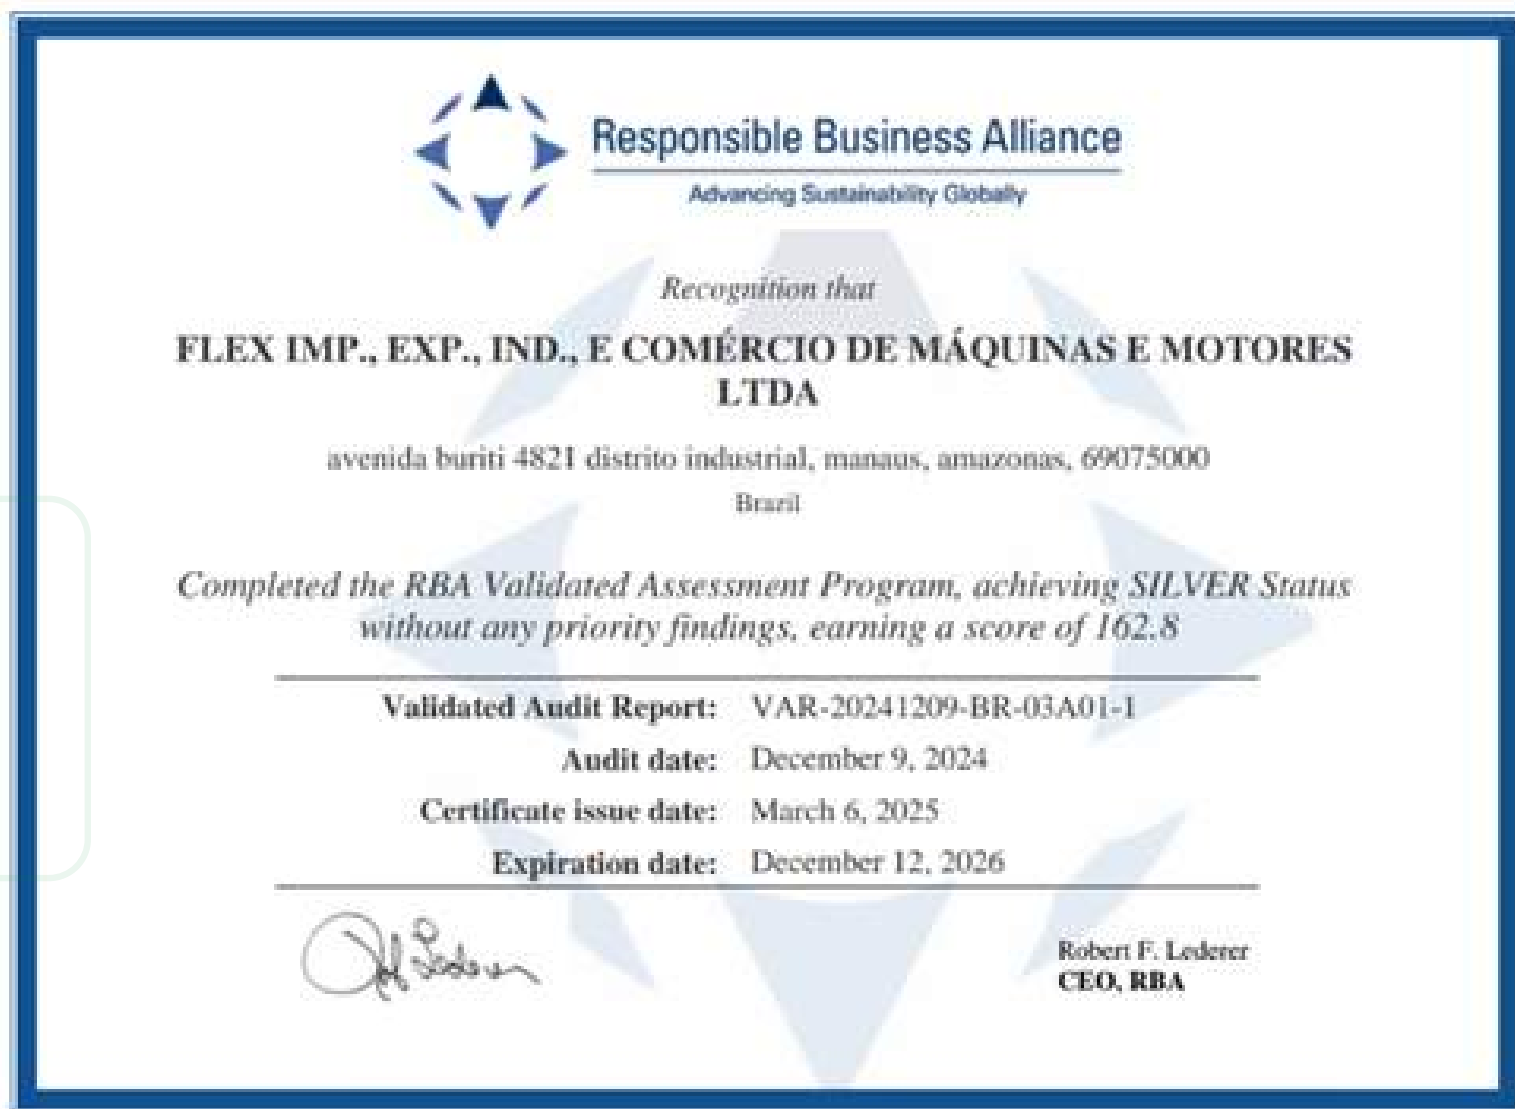 Responsible Business Alliance
Advancing Sustainability Globally
Recognition that
FLEX IMP., EXP., IND., E COMÉRCIO DE MÁQUINAS E MOTORES
LTDA
avenida buriti 4821 distrito industrial, manaus, amazonas, 69075000
Brazil
Completed the RBA Validated Assessment Program, achieving SILVER Status
without any priority findings, earning a score of 162.8
Validated Audit Report: VAR-20241209-BR-03A01-1
Audit date: December 9, 2024
Certificate issue date: March 6, 2025
Expiration date: December 12, 2026
Robert F. Lederer
CEO, RBA